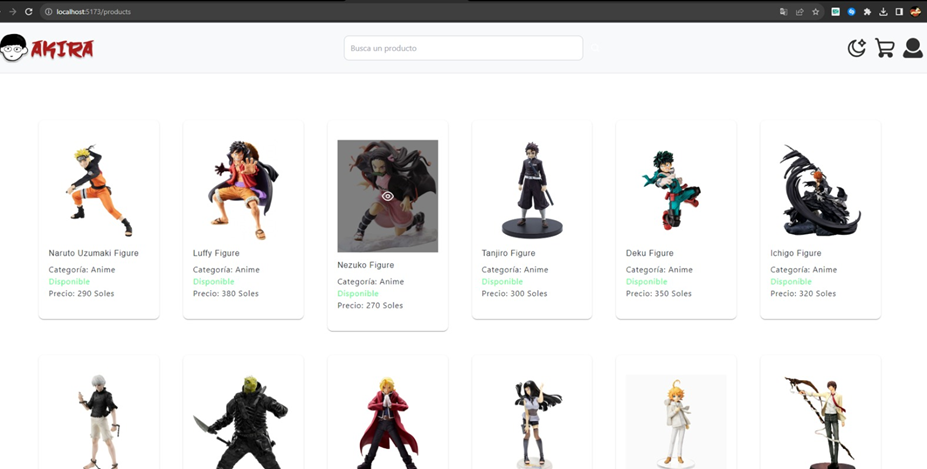 localhost:5173/products
AKIRA
Busca un producto
Naruto Uzumaki Figure
Categoría: Anime
Disponible
Precio: 290 Soles
Luffy Figure
Categoría: Anime
Disponible
Precio: 380 Soles
Nezuko Figure
Categoría: Anime
Disponible
Precio: 270 Soles
Tanjiro Figure
Categoría: Anime
Disponible
Precio: 300 Soles
Deku Figure
Categoría: Anime
Disponible
Precio: 350 Soles
Ichigo Figure
Categoría: Anime
Disponible
Precio: 320 Soles